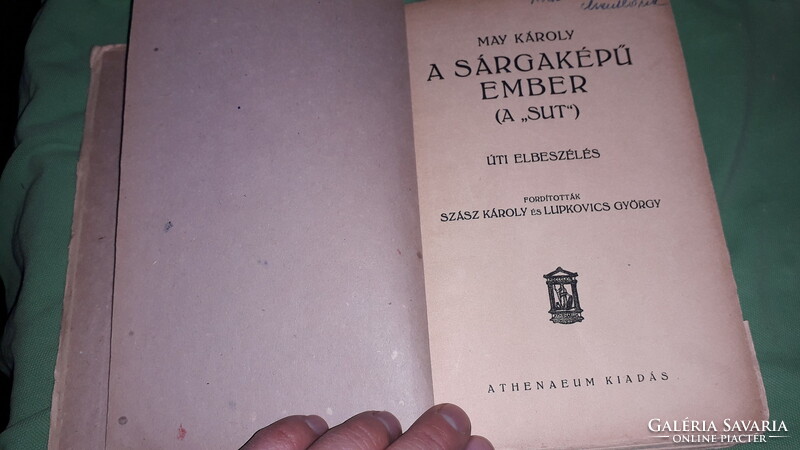 MAY KÁROLY
A SÁRGAKÉPŰ
EMBER
(A „SUT“)
ÚTI ELBESZÉLÉS
FORDÍTOTTÁK
SZÁSZ KÁROLY ÉS LUPKOVICS GYÖRGY
ATHENAEUM KIADÁS
GALÉRIA SAVARIA
ONLINE PIACTÉR